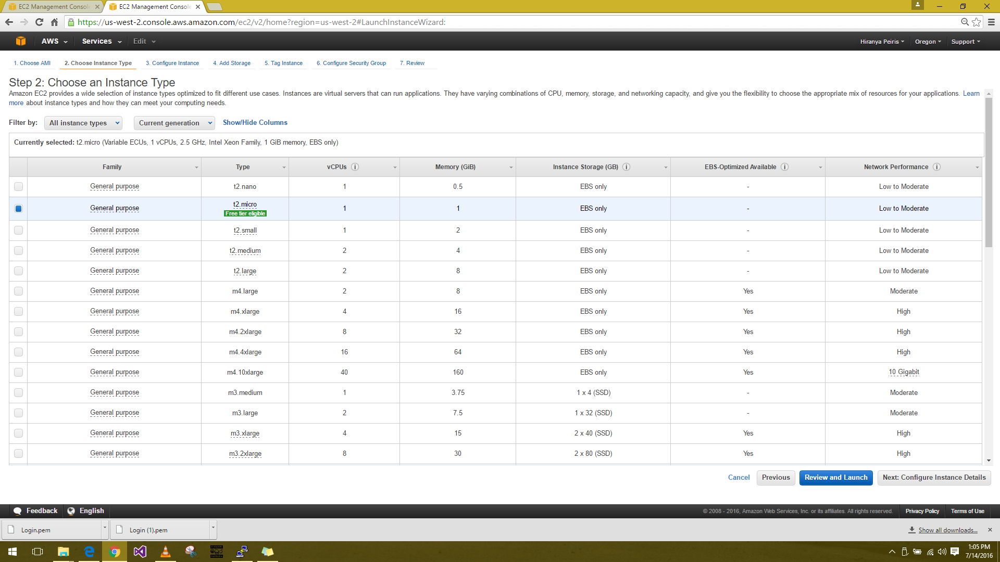 EC2 Management Consol
EC2 Management Consol
https://us-west-2.console.aws.amazon.com/ec2/v2/home?region=us-west-2#LaunchInstanceWizard:
AWS Services Edit Hiranya Peiris Oregon Support
1. Choose AMI 2. Choose Instance Type 3. Configure Instance 4. Add Storage 5. Tag Instance 6. Configure Security Group 7. Review
Step 2: Choose an Instance Type
Amazon EC2 provides a wide selection of instance types optimized to fit different use cases. Instances are virtual servers that can run applications. They have varying combinations of CPU, memory, storage, and networking capacity, and give you the flexibility to choose the appropriate mix of resources for your applications. Learn
more about instance types and how they can meet your computing needs.
Filter by: All instance types Current generation Show/Hide Columns
Currently selected: t2.micro (Variable ECUs, 1 vCPUs, 2.5 GHz, Intel Xeon Family, 1 GiB memory, EBS only)
Family Type vCPUs Memory (GiB) Instance Storage (GB) EBS-Optimized Available Network Performance
General purpose t2.nano 1 0.5 EBS only - Low to Moderate
General purpose t2.micro 1 1 EBS only - Low to Moderate
Free tier eligible
General purpose t2.small 1 2 EBS only - Low to Moderate
General purpose t2.medium 2 4 EBS only - Low to Moderate
General purpose t2.large 2 8 EBS only - Low to Moderate
General purpose m4.large 2 8 EBS only Yes Moderate
General purpose m4.xlarge 4 16 EBS only Yes High
General purpose m4.2xlarge 8 32 EBS only Yes High
General purpose m4.4xlarge 16 64 EBS only Yes High
General purpose m4.10xlarge 40 160 EBS only Yes 10 Gigabit
General purpose m3.medium 1 3.75 1 x 4 (SSD) - Moderate
General purpose m3.large 2 7.5 1 x 32 (SSD) - Moderate
General purpose m3.xlarge 4 15 2 x 40 (SSD) Yes High
General purpose m3.2xlarge 8 30 2 x 80 (SSD) Yes High
Cancel Previous Review and Launch Next: Configure Instance Details
Feedback English © 2008 - 2016, Amazon Web Services, Inc. or its affiliates. All rights reserved. Privacy Policy Terms of Use
Login.pem Login (1).pem Show all downloads...
1:05 PM
7/14/2016